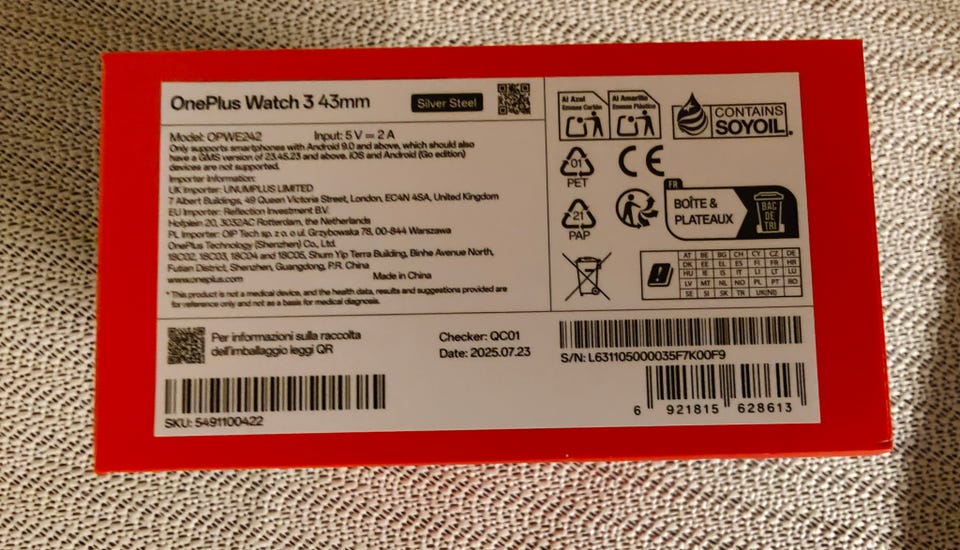 OnePlus Watch 3 43mm
Silver Steel
Model: OPWE242 Input: 5 V ⎓ 2 A
Only supports smartphones with Android 9.0 and above, which should also
have a GMS version of 23.45.23 and above. iOS and Android (Go edition)
devices are not supported.
Importer Information:
UK Importer: UNUMPLUS LIMITED
7 Albert Buildings, 49 Queen Victoria Street, London, EC4N 4SA, United Kingdom
EU Importer: Reflection Investment B.V.
Hofplein 20, 3032AC Rotterdam, the Netherlands
PL Importer: OIP Tech sp. z o. o ul. Grzybowska 78, 00-844 Warszawa
OnePlus Technology (Shenzhen) Co., Ltd.
18C02, 18C03, 18C04 and 18C05, Shum Yip Terra Building, Binhe Avenue North,
Futian District, Shenzhen, Guangdong, P.R. China
www.oneplus.com Made in China
* This product is not a medical device, and the health data, results and suggestions provided are
for reference only and not as a basis for medical diagnosis.
Al Azul
Envase Cartón
Al Amarillo
Envase Plástico
CONTAINS
SOYOIL.
01
PET
CE
21
PAP
FR
BOÎTE &
PLATEAUX
BAC
DE
TRI
AT BE BG CH CY CZ DE
DK EE EL ES FI FR HR
HU IE IS IT LI LT LU
LV MT NL NO PL PT RO
SE SI SK TR UK(NI)
Per informazioni sulla raccolta
dell'imballaggio leggi QR
Checker: QC01
Date: 2025.07.23
SKU: 5491100422
S/N: L631105000035F7K00F9
6 921815 628613